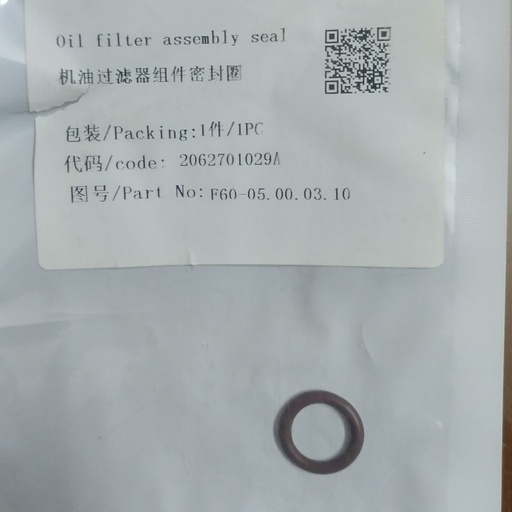 Oil filter assembly seal
机油过滤器组件密封圈
包装/Packing:1件/1PC
代码/code: 2062701029A
图号/Part No: F60-05.00.03.10